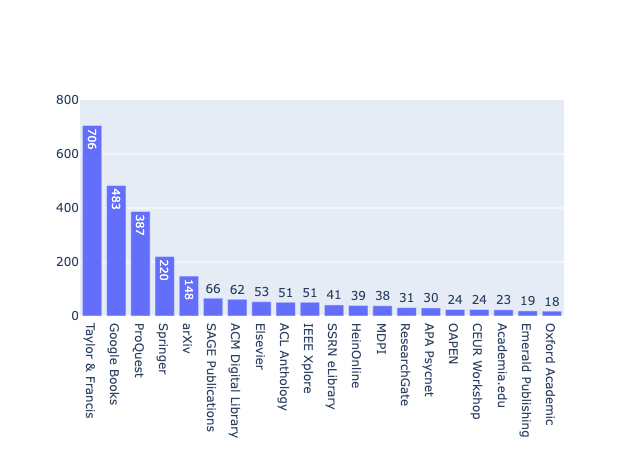 800
600
400
200
0
706
483
387
220
148
66
62
53
51
51
41
39
38
31
30
24
24
23
19
18
Taylor & Francis
Google Books
ProQuest
Springer
arXiv
SAGE Publications
ACM Digital Library
Elsevier
ACL Anthology
IEEE Xplore
SSRN eLibrary
HeinOnline
MDPI
ResearchGate
APA Psycnet
OAPEN
CEUR Workshop
Academia.edu
Emerald Publishing
Oxford Academic